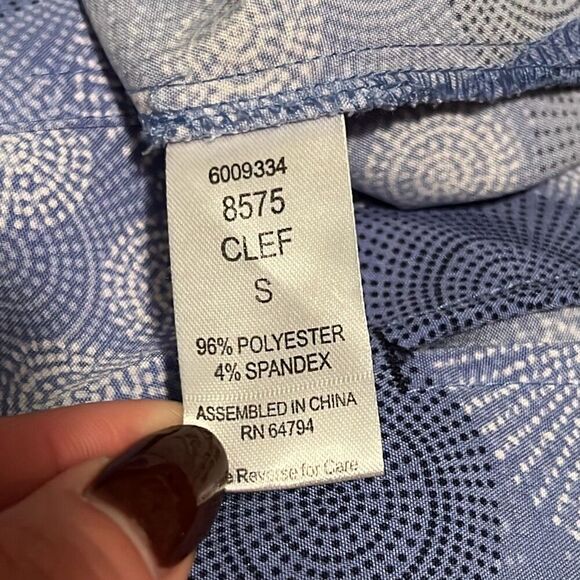 6009334
8575
CLEF
S
96% POLYESTER
4% SPANDEX
ASSEMBLED IN CHINA
RN 64794
Reverse for Care